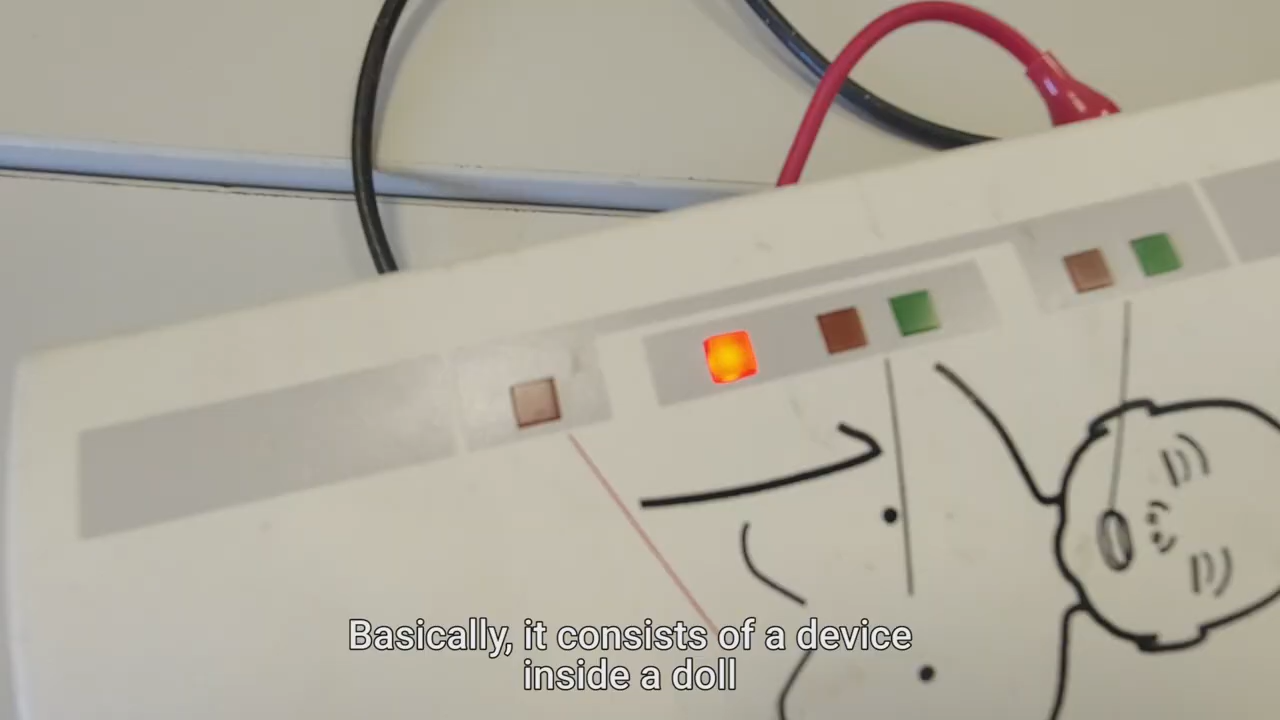 Basically, it consists of a device
inside a doll